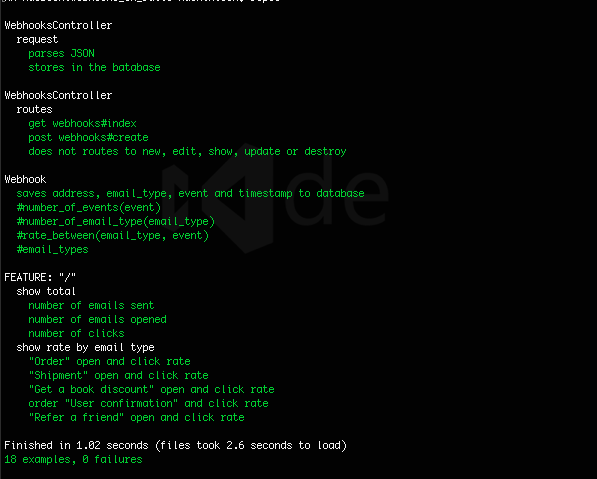 WebhooksController
request
parses JSON
stores in the batabase
WebhooksController
routes
get webhooks#index
post webhooks#create
does not routes to new, edit, show, update or destroy
Webhook
saves address, email_type, event and timestamp to database
#number_of_events(event)
#number_of_email_type(email_type)
#rate_between(email_type, event)
#email_types
de
FEATURE: "/"
show total
number of emails sent
number of emails opened
number of clicks
show rate by email type
"Order" open and click rate
"Shipment" open and click rate
"Get a book discount" open and click rate
order "User confirmation" and click rate
"Refer a friend" open and click rate
Finished in 1.02 seconds (files took 2.6 seconds to load)
18 examples, 0 failures